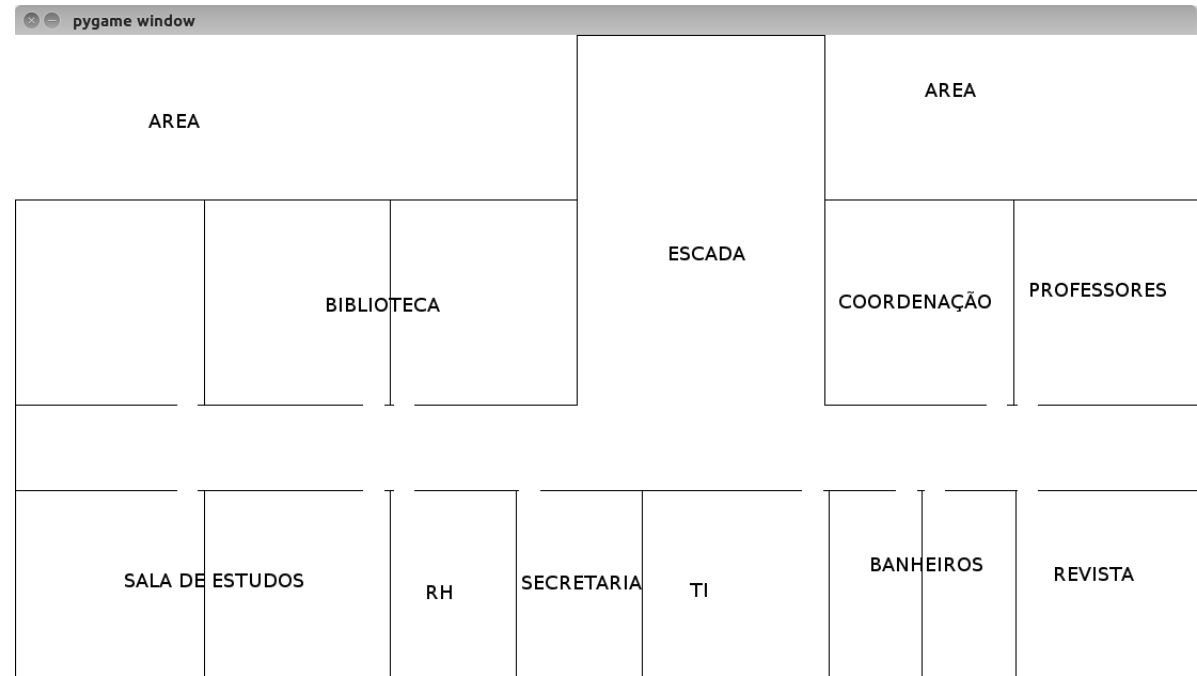 pygame window
AREA
AREA
ESCADA
BIBLIOTECA
COORDENAÇÃO
PROFESSORES
SALA DE ESTUDOS
RH
SECRETARIA
TI
BANHEIROS
REVISTA